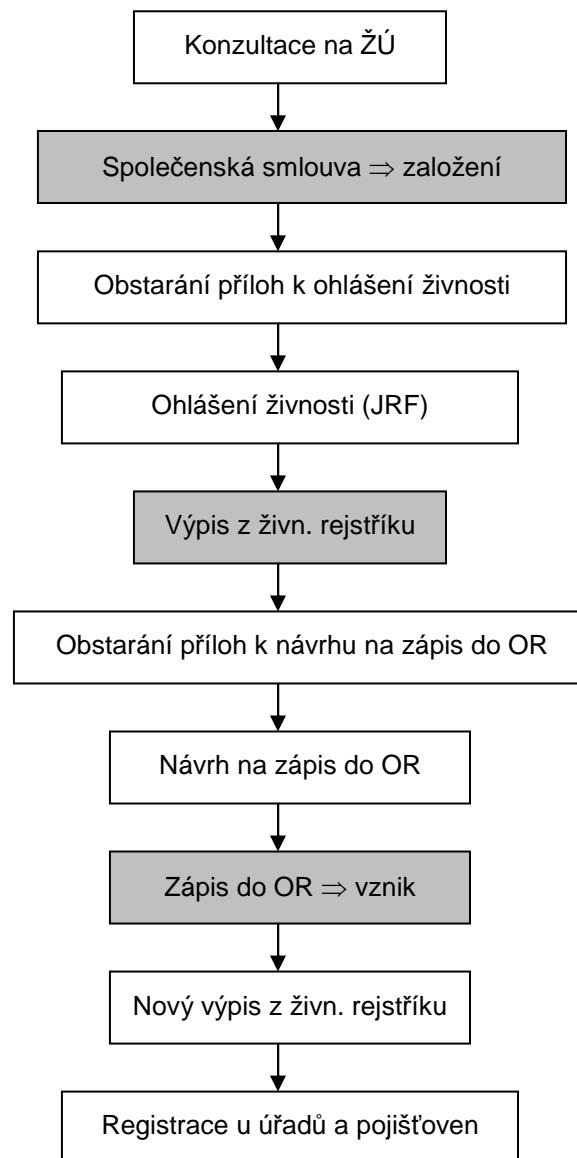 Konzultace na ŽÚ
Společenská smlouva ⇒ založení
Obstarání příloh k ohlášení živnosti
Ohlášení živnosti (JRF)
Výpis z živn. rejstříku
Obstarání příloh k návrhu na zápis do OR
Návrh na zápis do OR
Zápis do OR ⇒ vznik
Nový výpis z živn. rejstříku
Registrace u úřadů a pojišťoven